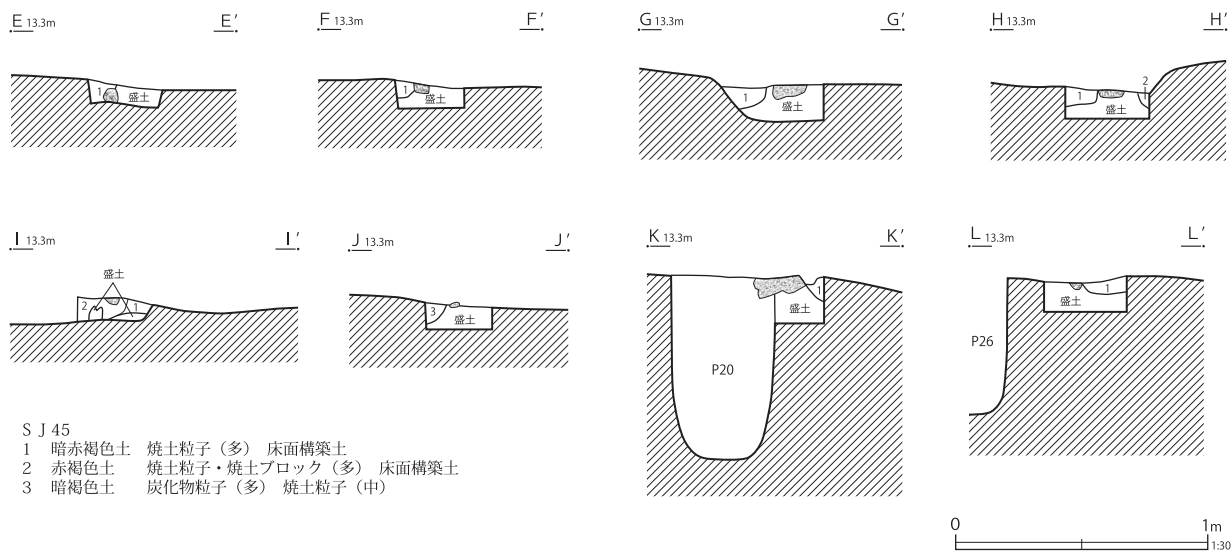 E 13.3m E′
F 13.3m F′
G 13.3m G′
H 13.3m H′
1 盛土
1 盛土
1 盛土
2
1 盛土
I 13.3m I′
J 13.3m J′
K 13.3m K′
L 13.3m L′
盛土
2 1
3 盛土
1
盛土
P20
1
盛土
P26
SJ45
1 暗赤褐色土 焼土粒子（多） 床面構築土
2 赤褐色土 焼土粒子・焼土ブロック（多） 床面構築土
3 暗褐色土 炭化物粒子（多） 焼土粒子（中）
0 1m
1:30